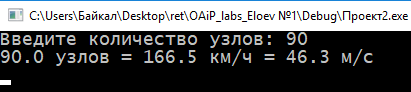 C:\Users\Байкал\Desktop\ret\OAiP_labs_Eloev №1\Debug\Проект2.exe
Введите количество узлов: 90
90.0 узлов = 166.5 км/ч = 46.3 м/с